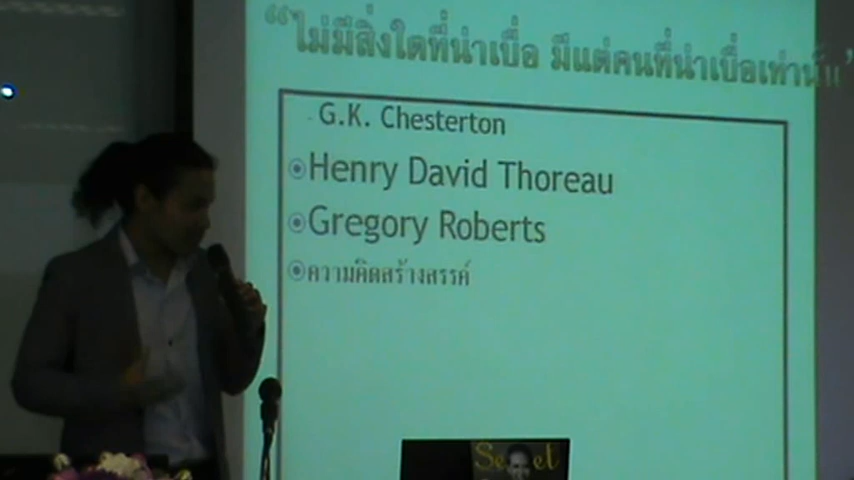 “ไม่มีสิ่งใดที่น่าเบื่อ มีแต่คนที่น่าเบื่อเท่านั้น”
- G.K. Chesterton
Henry David Thoreau
Gregory Roberts
ความคิดสร้างสรรค์